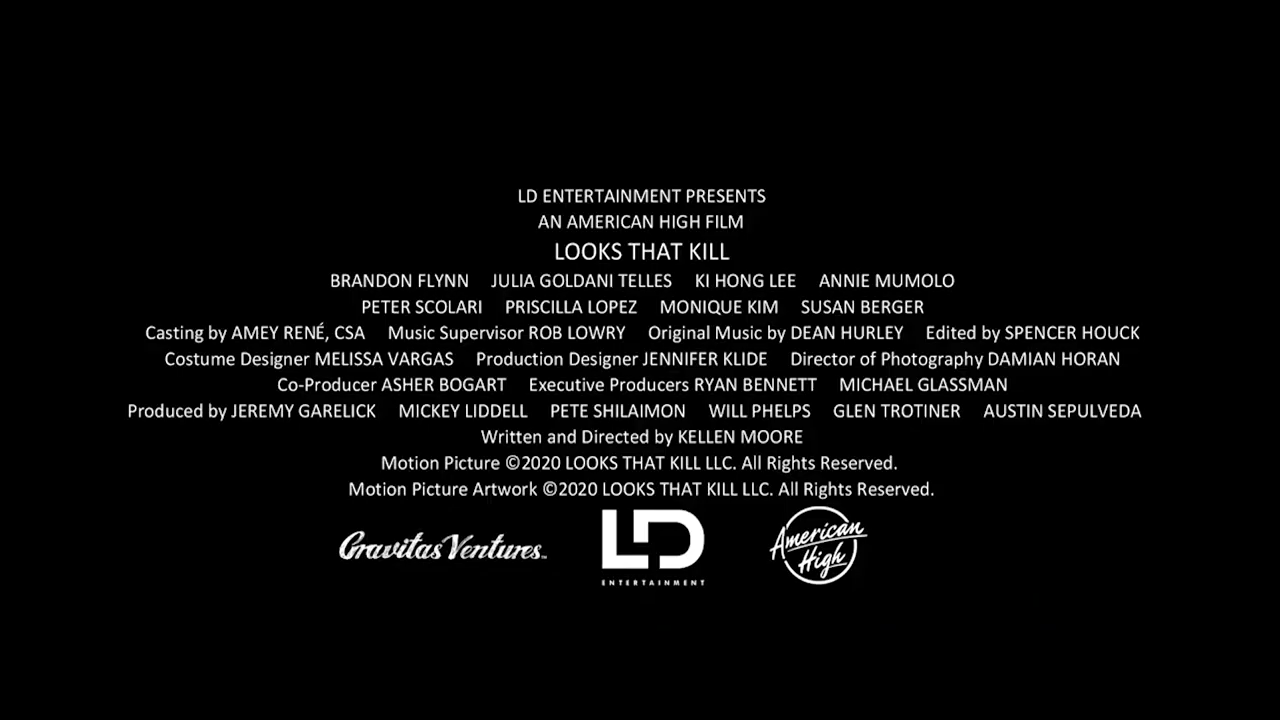 LD ENTERTAINMENT PRESENTS
AN AMERICAN HIGH FILM
LOOKS THAT KILL
BRANDON FLYNN JULIA GOLDANI TELLES KI HONG LEE ANNIE MUMOLO
PETER SCOLARI PRISCILLA LOPEZ MONIQUE KIM SUSAN BERGER
Casting by AMEY RENÉ, CSA Music Supervisor ROB LOWRY Original Music by DEAN HURLEY Edited by SPENCER HOUCK
Costume Designer MELISSA VARGAS Production Designer JENNIFER KLIDE Director of Photography DAMIAN HORAN
Co-Producer ASHER BOGART Executive Producers RYAN BENNETT MICHAEL GLASSMAN
Produced by JEREMY GARELICK MICKEY LIDDELL PETE SHILAIMON WILL PHELPS GLEN TROTINER AUSTIN SEPULVEDA
Written and Directed by KELLEN MOORE
Motion Picture ©2020 LOOKS THAT KILL LLC. All Rights Reserved.
Motion Picture Artwork ©2020 LOOKS THAT KILL LLC. All Rights Reserved.
Gravitas Ventures™
LD
ENTERTAINMENT
American
High